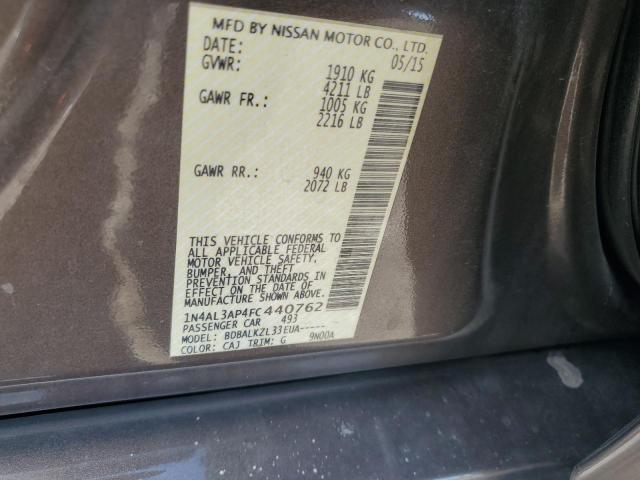 MFD BY NISSAN MOTOR CO., LTD.
DATE: 05/15
GVWR: 1910 KG
4211 LB
GAWR FR.: 1005 KG
2216 LB
GAWR RR.: 940 KG
2072 LB
THIS VEHICLE CONFORMS TO
ALL APPLICABLE FEDERAL
MOTOR VEHICLE SAFETY,
BUMPER, AND THEFT
PREVENTION STANDARDS IN
EFFECT ON THE DATE OF
MANUFACTURE SHOWN ABOVE.
1N4AL3AP4FC440762
PASSENGER CAR 493
MODEL: BDBALKZL33EUA-----
COLOR: CAJ TRIM: G 9N00A